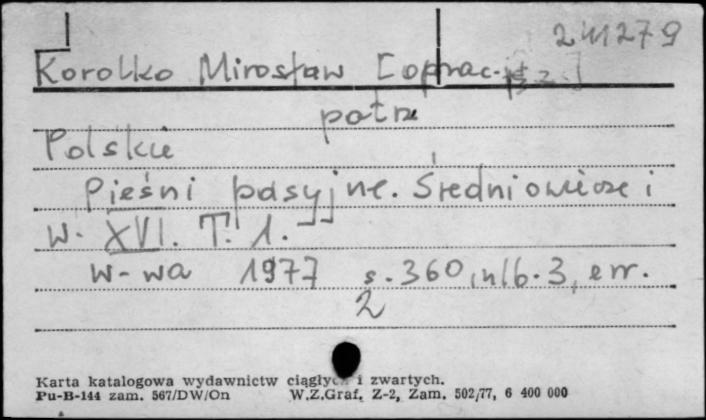 241279
Korolko Mirosław [oprac.
patrz
Polskie
Pieśni pasyjne. Średniowiecze i
w. XVI. T. 1.
W-wa 1977 s. 360, nlb. 3, err.
2
Karta katalogowa wydawnictw ciągłych i zwartych.
Pu-B-144 zam. 567/DW/On W.Z.Graf. Z-2, Zam. 502/77, 6 400 000